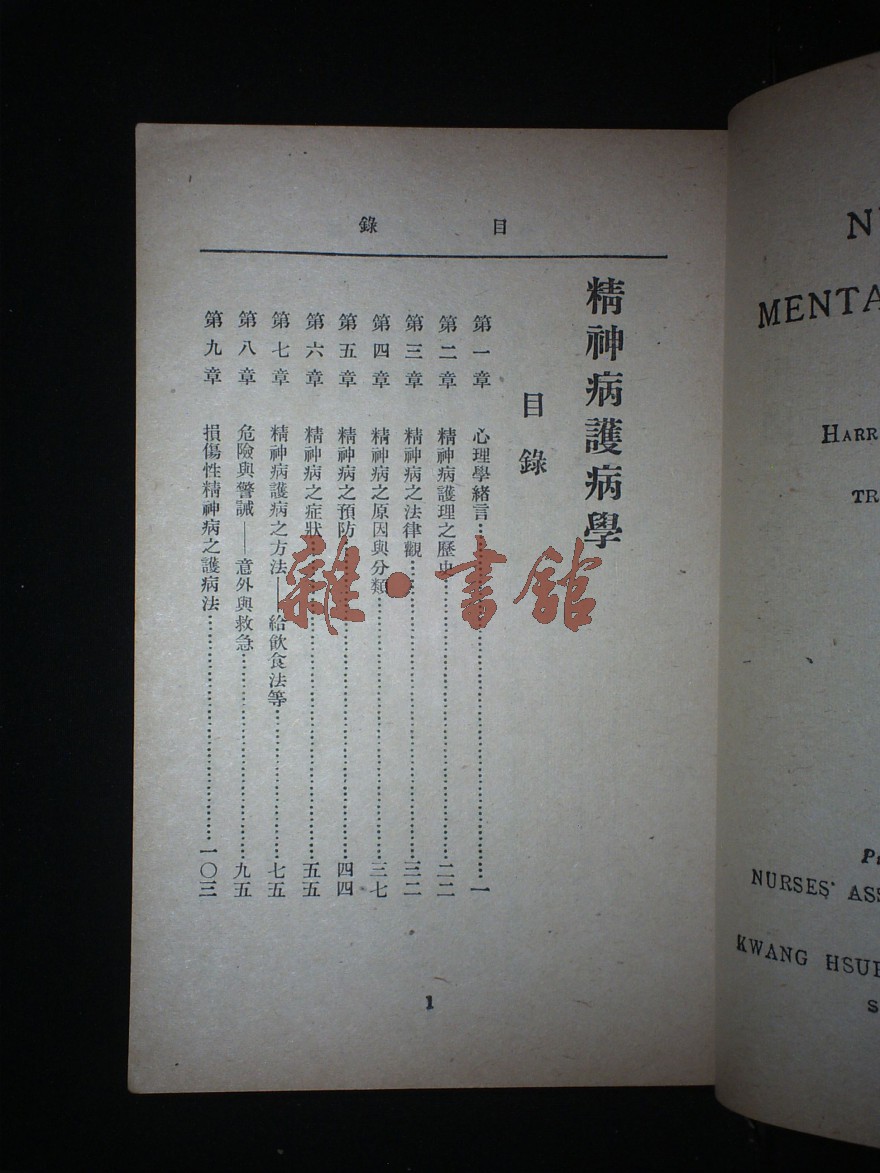 目錄
精神病護病學
目錄
第一章 心理學緒言……一
第二章 精神病護理之歷史……二二
第三章 精神病之法律觀……三二
第四章 精神病之原因與分類……三七
第五章 精神病之預防……四四
第六章 精神病之症狀……五五
第七章 精神病護病之方法——給飲食法等……七五
第八章 危險與警誡——意外與救急……九五
第九章 損傷性精神病之護病法……一〇三
1
雜·書館
MENTA
HARR
TR
NURSES' ASS
KWANG HSUE
S